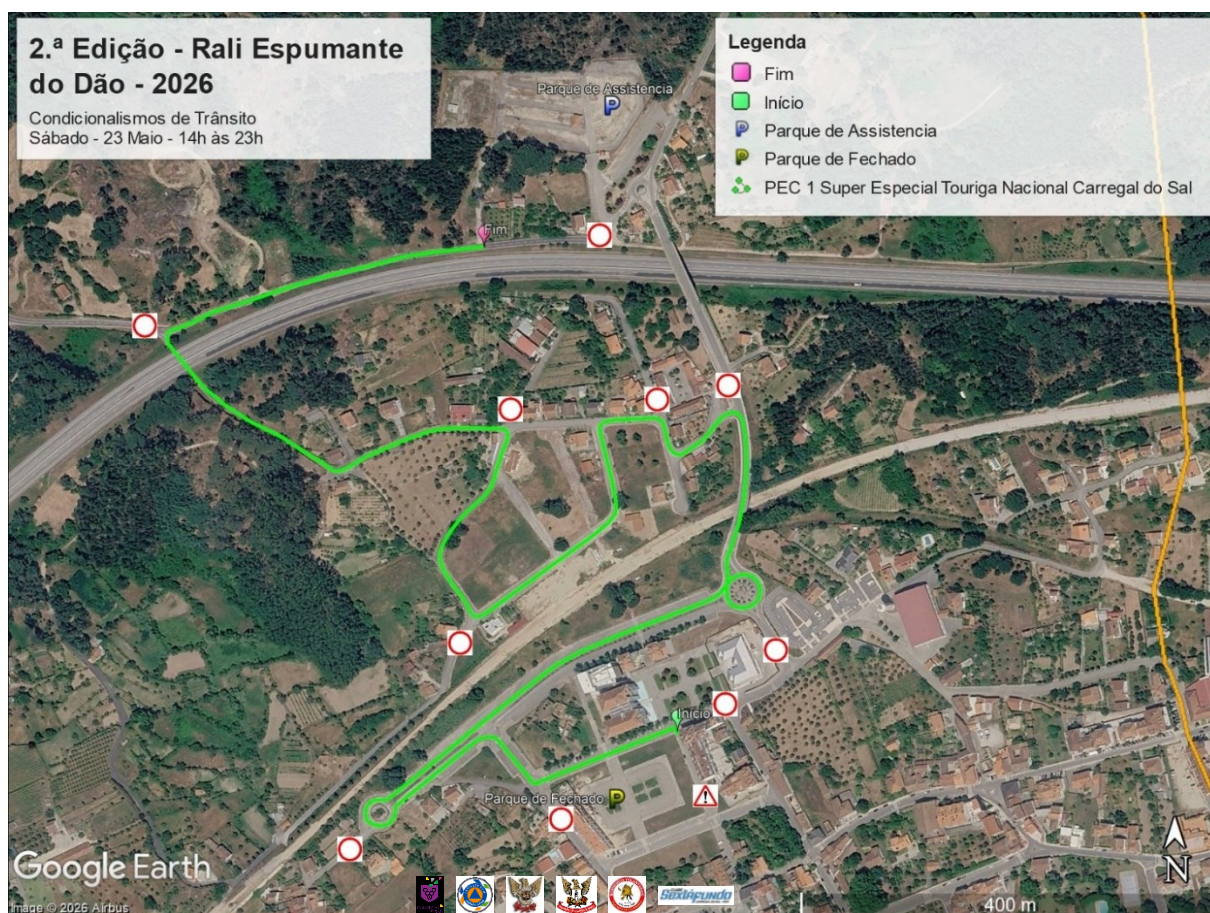 2.ª Edição - Rali Espumante
do Dão - 2026
Condicionalismos de Trânsito
Sábado - 23 Maio - 14h às 23h
Legenda
Fim
Início
Parque de Assistencia
Parque de Fechado
PEC 1 Super Especial Touriga Nacional Carregal do Sal
Parque de Assistencia
Fim
Início
Parque de Fechado
Google Earth
Image © 2026 Airbus
400 m
N